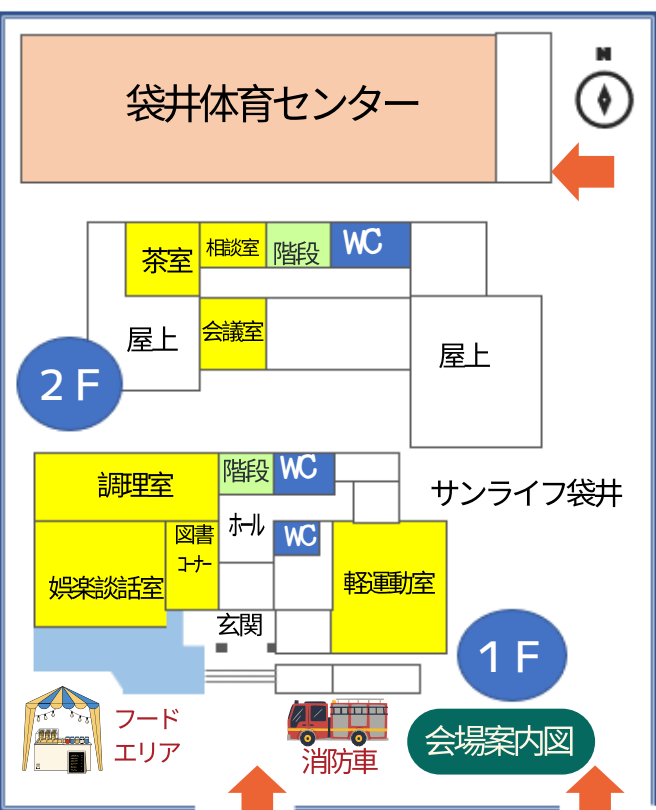 N
袋井体育センター
茶室
相談室
階段
WC
屋上
会議室
屋上
2F
調理室
階段
WC
サンライフ袋井
ホール
図書
コーナー
WC
娯楽談話室
軽運動室
玄関
1F
フード
エリア
消防車
会場案内図